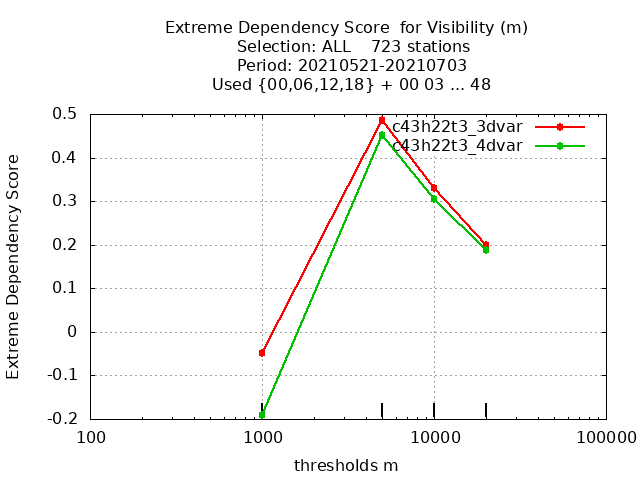 Extreme Dependency Score  for Visibility (m)
Selection: ALL    723 stations
Period: 20210521-20210703
Used {00,06,12,18} + 00 03 ... 48
c43h22t3_3dvar
c43h22t3_4dvar
Extreme Dependency Score
0.5
0.4
0.3
0.2
0.1
0
-0.1
-0.2
100 1000 10000 100000
thresholds m